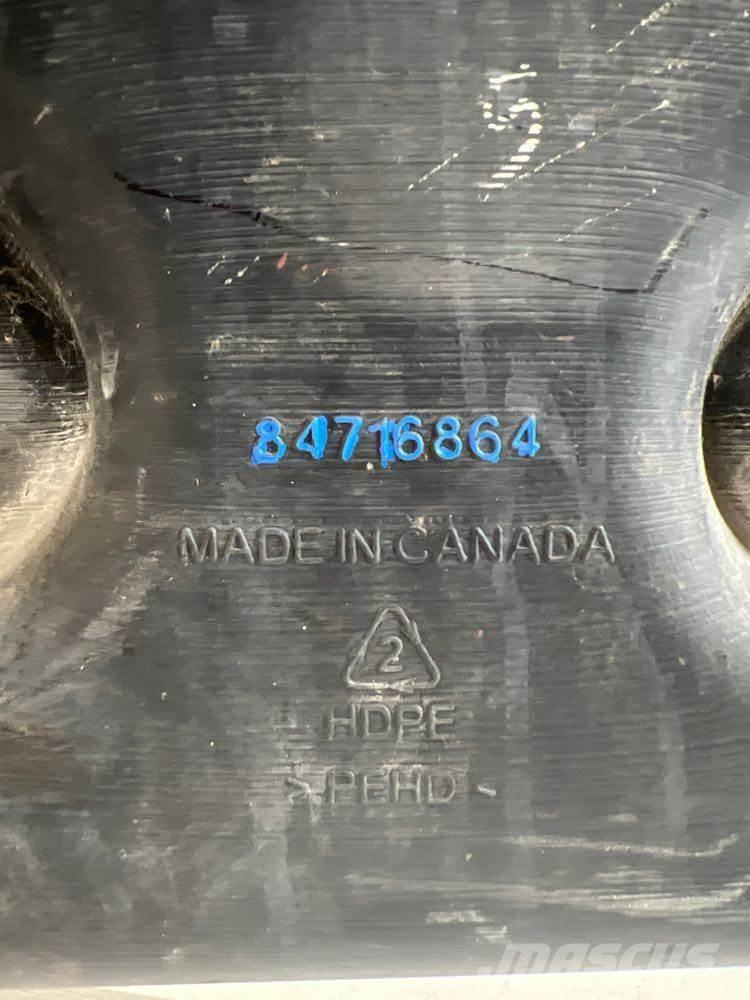 84716864
MADE IN CANADA
2
HDPE
>PEHD<
MASCUS